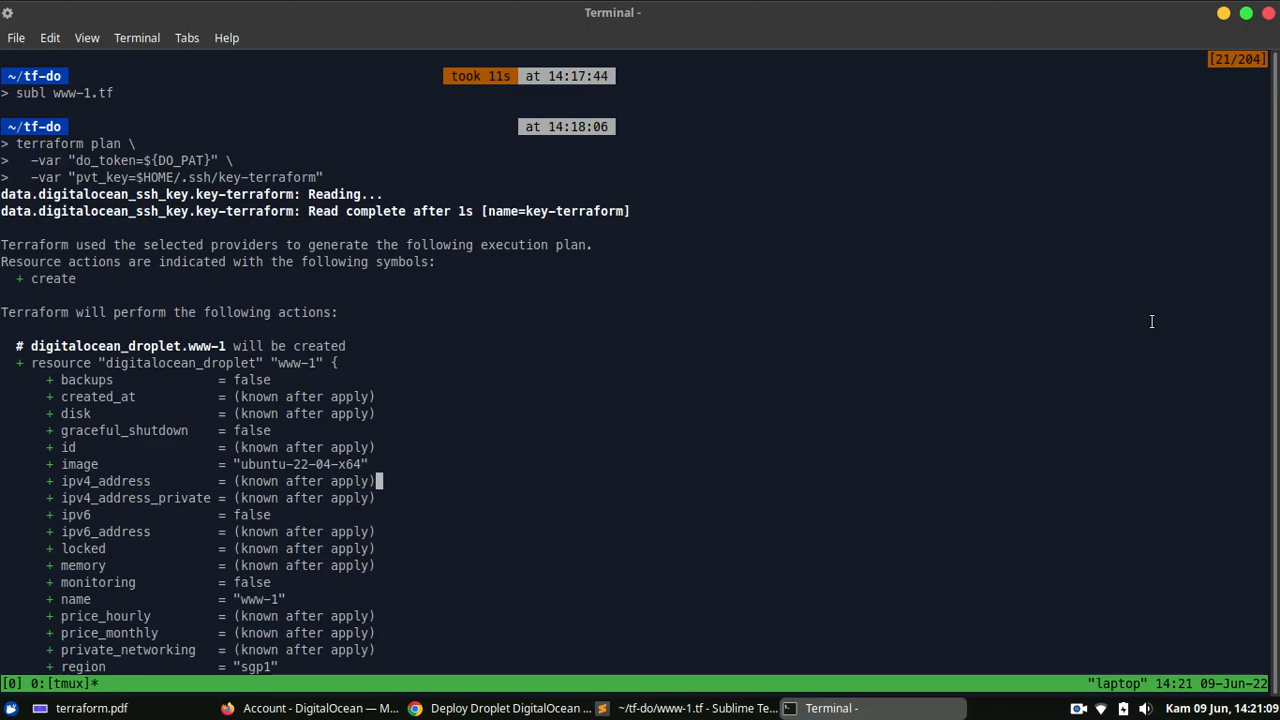 Terminal -
File Edit View Terminal Tabs Help
[21/204]
~/tf-do took 11s at 14:17:44
> subl www-1.tf
~/tf-do at 14:18:06
> terraform plan \
>   -var "do_token=${DO_PAT}" \
>   -var "pvt_key=$HOME/.ssh/key-terraform"
data.digitalocean_ssh_key.key-terraform: Reading...
data.digitalocean_ssh_key.key-terraform: Read complete after 1s [name=key-terraform]
Terraform used the selected providers to generate the following execution plan.
Resource actions are indicated with the following symbols:
  + create
Terraform will perform the following actions:
  # digitalocean_droplet.www-1 will be created
  + resource "digitalocean_droplet" "www-1" {
      + backups              = false
      + created_at           = (known after apply)
      + disk                 = (known after apply)
      + graceful_shutdown    = false
      + id                   = (known after apply)
      + image                = "ubuntu-22-04-x64"
      + ipv4_address         = (known after apply)
      + ipv4_address_private = (known after apply)
      + ipv6                 = false
      + ipv6_address         = (known after apply)
      + locked               = (known after apply)
      + memory               = (known after apply)
      + monitoring           = false
      + name                 = "www-1"
      + price_hourly         = (known after apply)
      + price_monthly        = (known after apply)
      + private_networking   = (known after apply)
      + region               = "sgp1"
[0] 0:[tmux]* "laptop" 14:21 09-Jun-22
terraform.pdf Account - DigitalOcean — M... Deploy Droplet DigitalOcean ... ~/tf-do/www-1.tf - Sublime Te... Terminal - Kam 09 Jun, 14:21:09